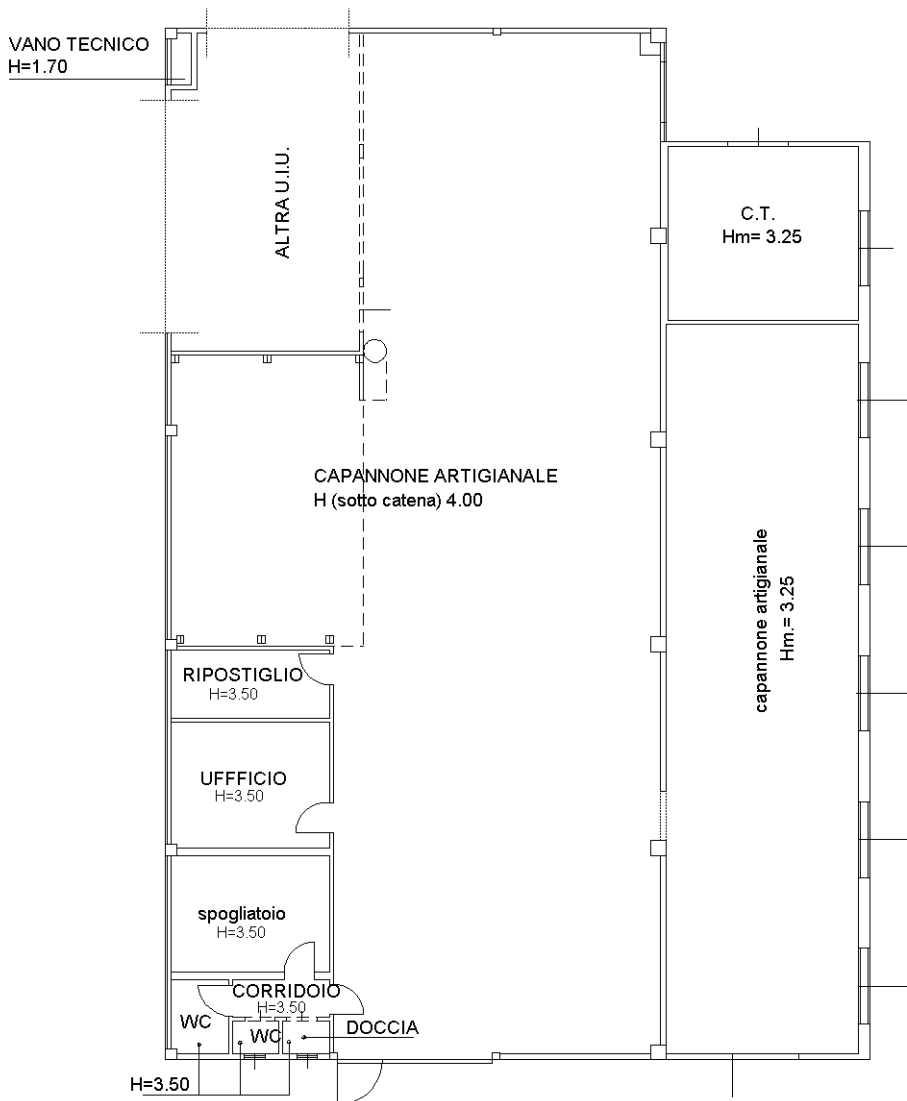 VANO TECNICO
H=1.70
ALTRA U.I.U.
C.T.
Hm= 3.25
CAPANNONE ARTIGIANALE
H (sotto catena) 4.00
capannone artigianale
Hm.= 3.25
RIPOSTIGLIO
H=3.50
UFFFICIO
H=3.50
spogliatoio
H=3.50
CORRIDOIO
H=3.50
WC
WC
DOCCIA
H=3.50